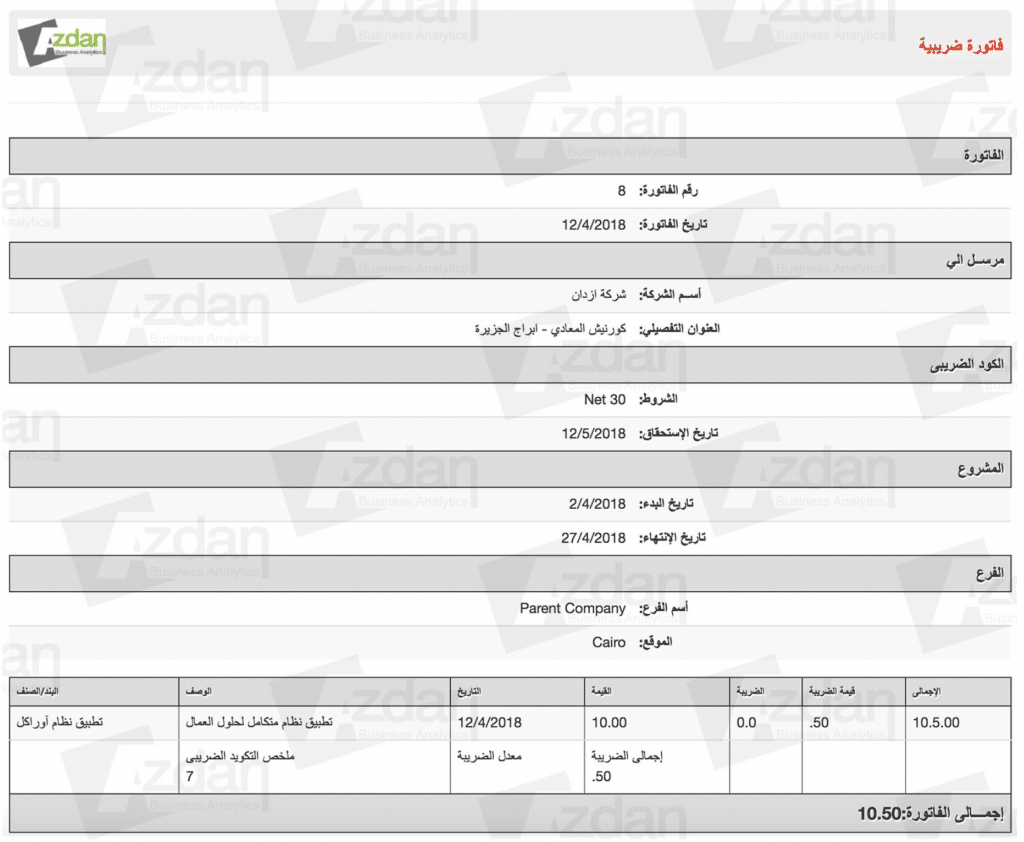 Azdan
Business Analytics
فاتورة ضريبية
الفاتورة
رقم الفاتورة: 8
تاريخ الفاتورة: 12/4/2018
مرسـل الي
أسـم الشركة: شركة ازدان
العنوان التفصيلي: كورنيش المعادي - ابراج الجزيرة
الكود الضريبى
الشروط: Net 30
تاريخ الإستحقاق: 12/5/2018
المشروع
تاريخ البدء: 2/4/2018
تاريخ الإنتهاء: 27/4/2018
الفرع
أسم الفرع: Parent Company
الموقع: Cairo
البند/الصنف الوصف التاريخ القيمة الضريبة قيمة الضريبة الإجمالى
تطبيق نظام آوراكل تطبيق نظام متكامل لحلول العمال 12/4/2018 10.00 0.0 .50 10.5.00
ملخص التكويد الضريبى معدل الضريبة إجمالى الضريبة
7 .50
إجمـــالى الفاتورة:10.50